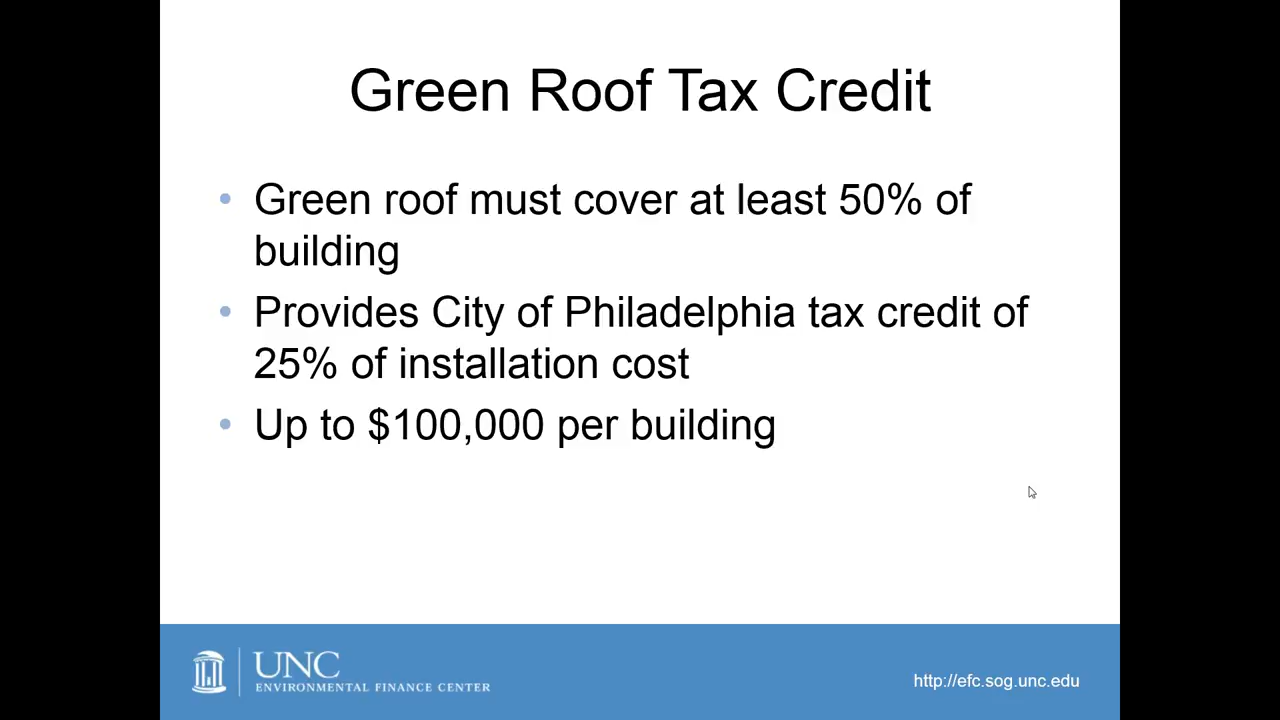 Green Roof Tax Credit
• Green roof must cover at least 50% of
building
• Provides City of Philadelphia tax credit of
25% of installation cost
• Up to $100,000 per building
UNC
ENVIRONMENTAL FINANCE CENTER
http://efc.sog.unc.edu